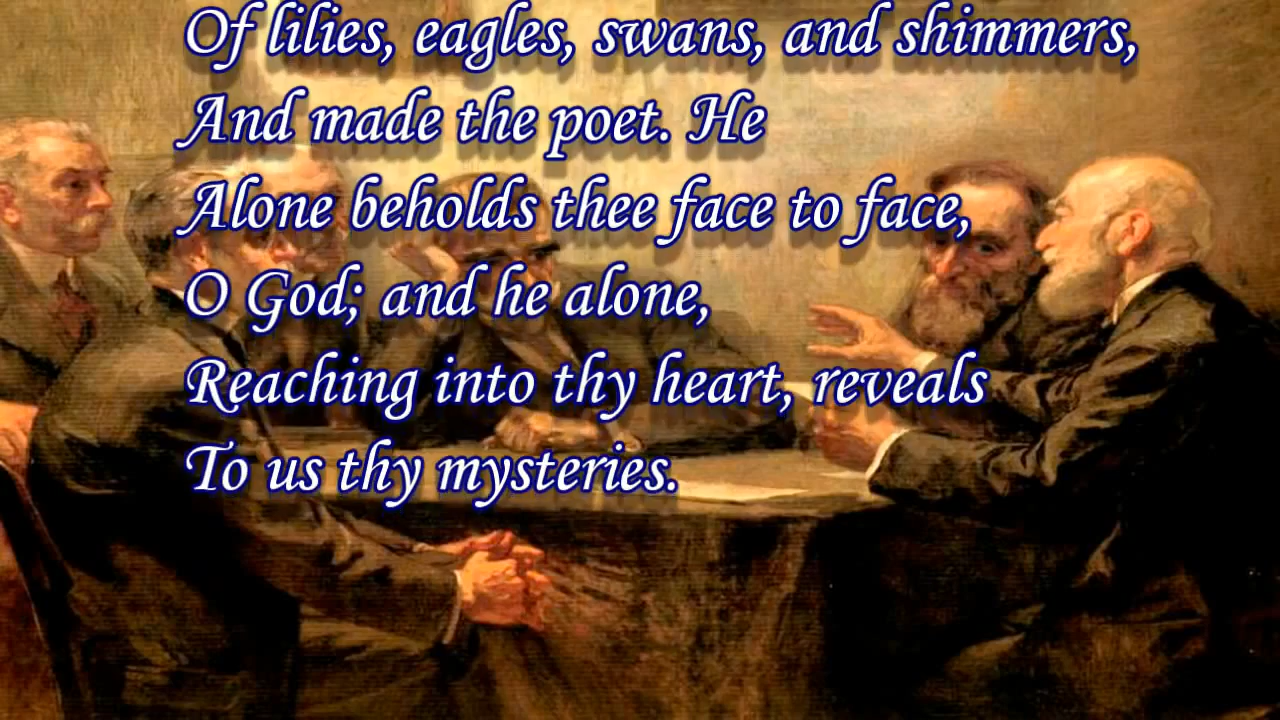 Of lilies, eagles, swans, and shimmers,
And made the poet. He
Alone beholds thee face to face,
O God; and he alone,
Reaching into thy heart, reveals
To us thy mysteries.